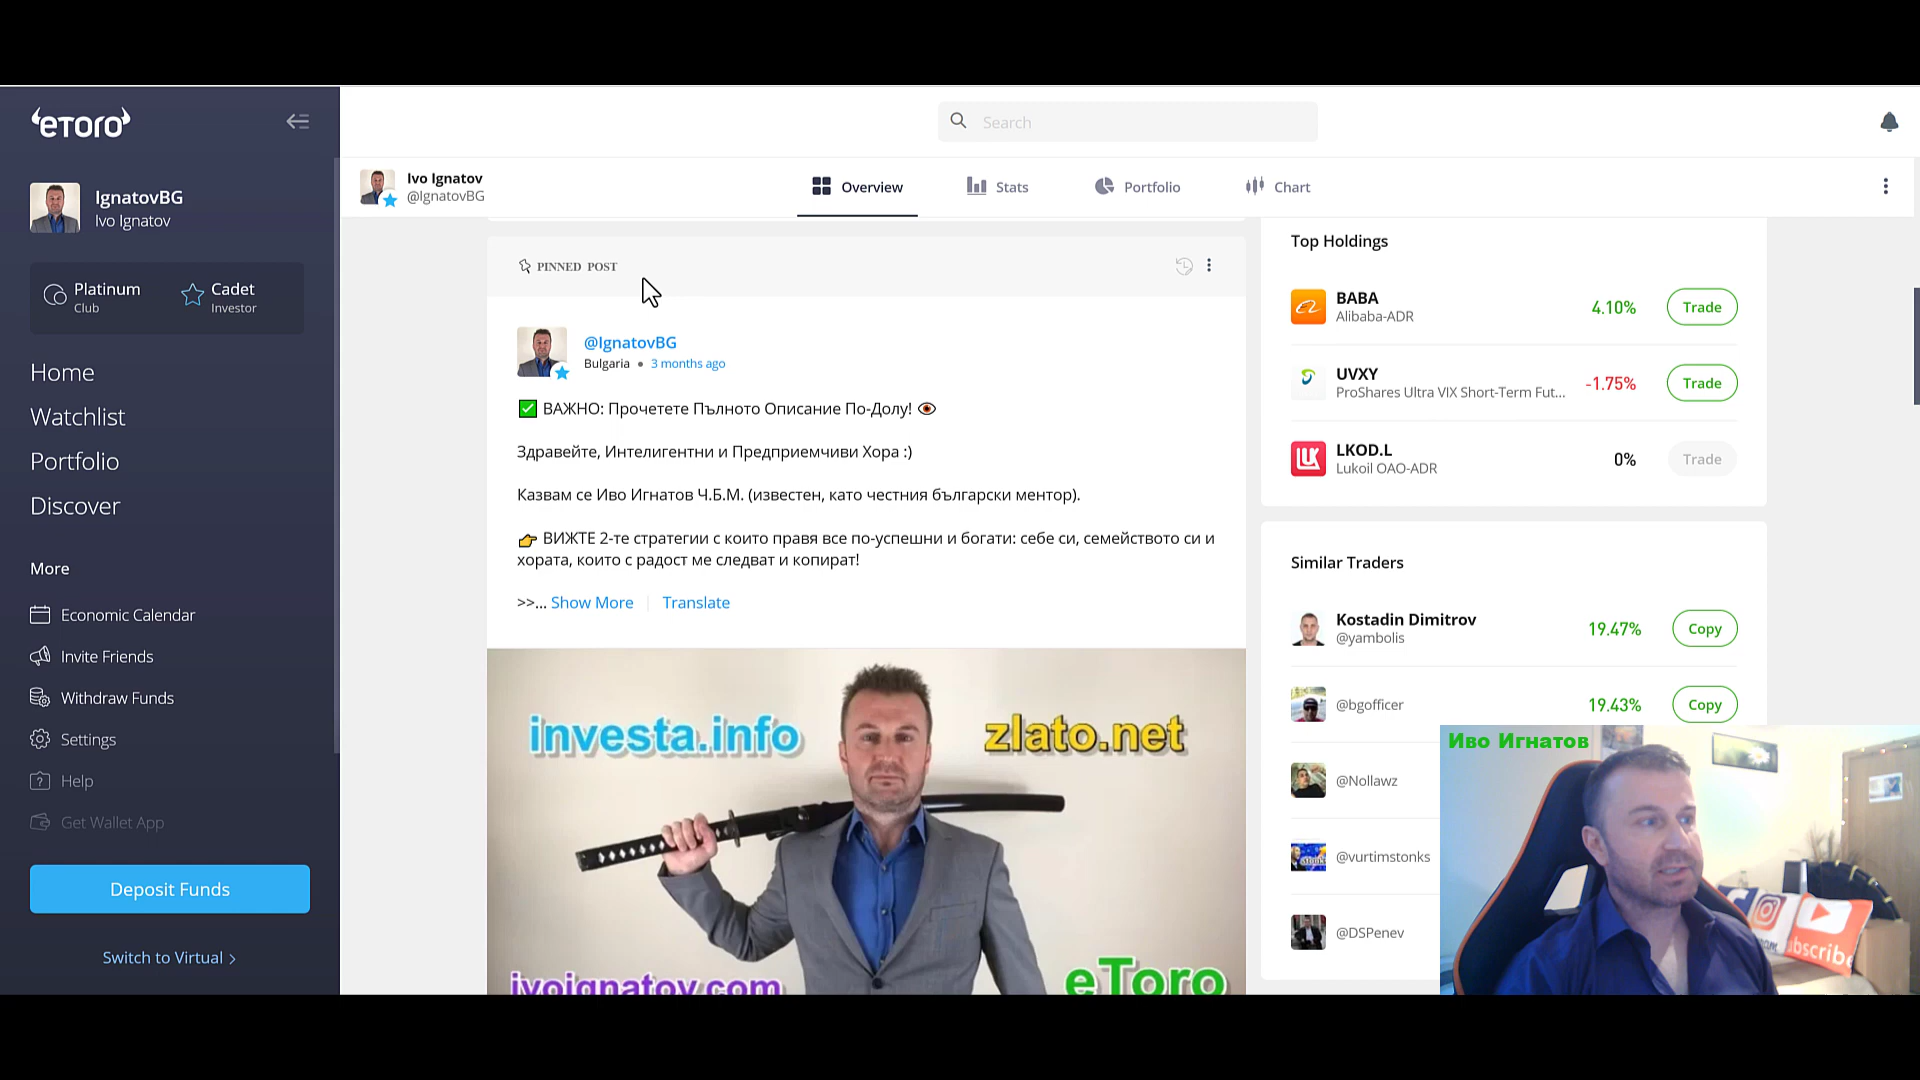 eToro
Search
IgnatovBG
Ivo Ignatov
Platinum
Club
Cadet
Investor
Home
Watchlist
Portfolio
Discover
More
Economic Calendar
Invite Friends
Withdraw Funds
Settings
Help
Get Wallet App
Deposit Funds
Switch to Virtual >
Ivo Ignatov
@IgnatovBG
Overview
Stats
Portfolio
Chart
PINNED POST
@IgnatovBG
Bulgaria • 3 months ago
✅ ВАЖНО: Прочетете Пълното Описание По-Долу! 👁
Здравейте, Интелигентни и Предприемчиви Хора :)
Казвам се Иво Игнатов Ч.Б.М. (известен, като честния български ментор).
👉 ВИЖТЕ 2-те стратегии с които правя все по-успешни и богати: себе си, семейството си и
хората, които с радост ме следват и копират!
>>... Show More | Translate
investa.info
zlato.net
ivoignatov.com
eToro
Top Holdings
BABA
Alibaba-ADR
4.10%
Trade
UVXY
ProShares Ultra VIX Short-Term Fut...
-1.75%
Trade
LKOD.L
Lukoil OAO-ADR
0%
Trade
Similar Traders
Kostadin Dimitrov
@yambolis
19.47%
Copy
@bgofficer
19.43%
Copy
@Nollawz
@vurtimstonks
@DSPenev
Иво Игнатов